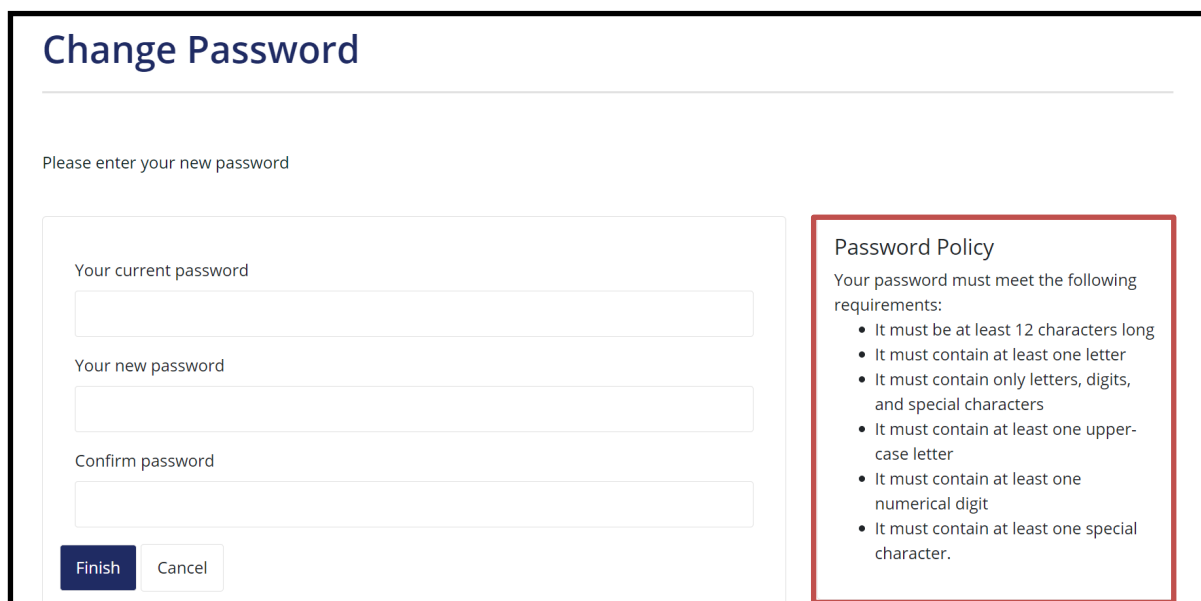 Change Password
Please enter your new password
Your current password
Your new password
Confirm password
Finish
Cancel
Password Policy
Your password must meet the following
requirements:
• It must be at least 12 characters long
• It must contain at least one letter
• It must contain only letters, digits,
and special characters
• It must contain at least one upper-
case letter
• It must contain at least one
numerical digit
• It must contain at least one special
character.